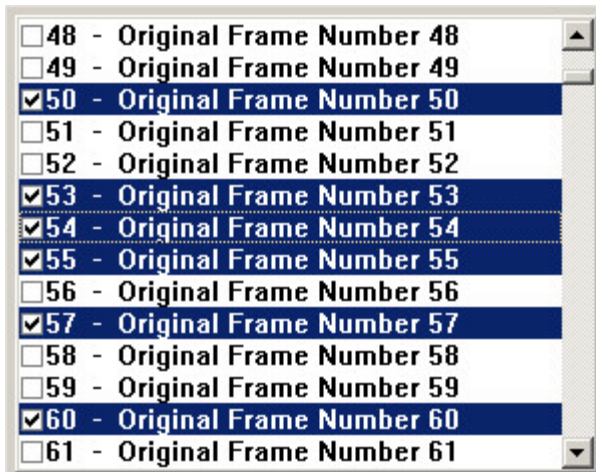 48 - Original Frame Number 48
49 - Original Frame Number 49
50 - Original Frame Number 50
51 - Original Frame Number 51
52 - Original Frame Number 52
53 - Original Frame Number 53
54 - Original Frame Number 54
55 - Original Frame Number 55
56 - Original Frame Number 56
57 - Original Frame Number 57
58 - Original Frame Number 58
59 - Original Frame Number 59
60 - Original Frame Number 60
61 - Original Frame Number 61